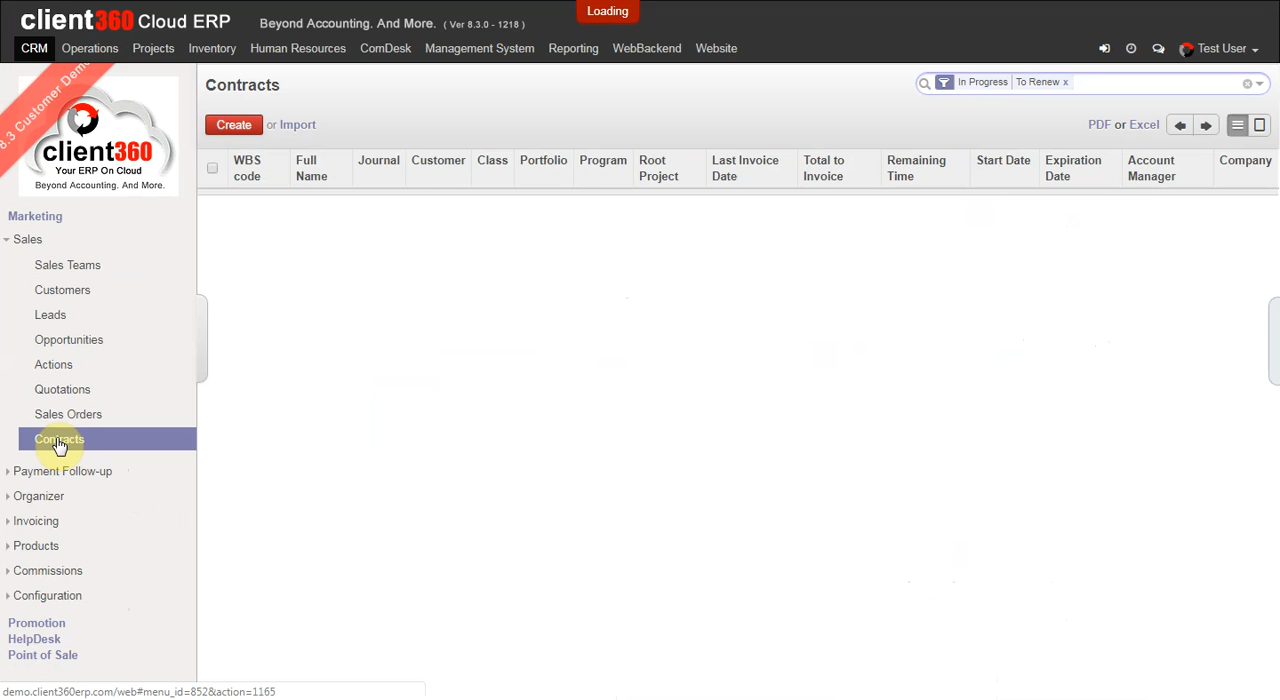 Loading
client360 Cloud ERP
Beyond Accounting. And More. ( Ver 8.3.0 - 1218 )
CRM Operations Projects Inventory Human Resources ComDesk Management System Reporting WebBackend Website
Test User
8.3 Customer Demo
client360
Your ERP On Cloud
Beyond Accounting. And More.
Contracts
In Progress To Renew x
Create or Import
PDF or Excel
WBS code Full Name Journal Customer Class Portfolio Program Root Project Last Invoice Date Total to Invoice Remaining Time Start Date Expiration Date Account Manager Company
Marketing
Sales
Sales Teams
Customers
Leads
Opportunities
Actions
Quotations
Sales Orders
Contracts
Payment Follow-up
Organizer
Invoicing
Products
Commissions
Configuration
Promotion
HelpDesk
Point of Sale
demo.client360erp.com/web#menu_id=852&action=1165